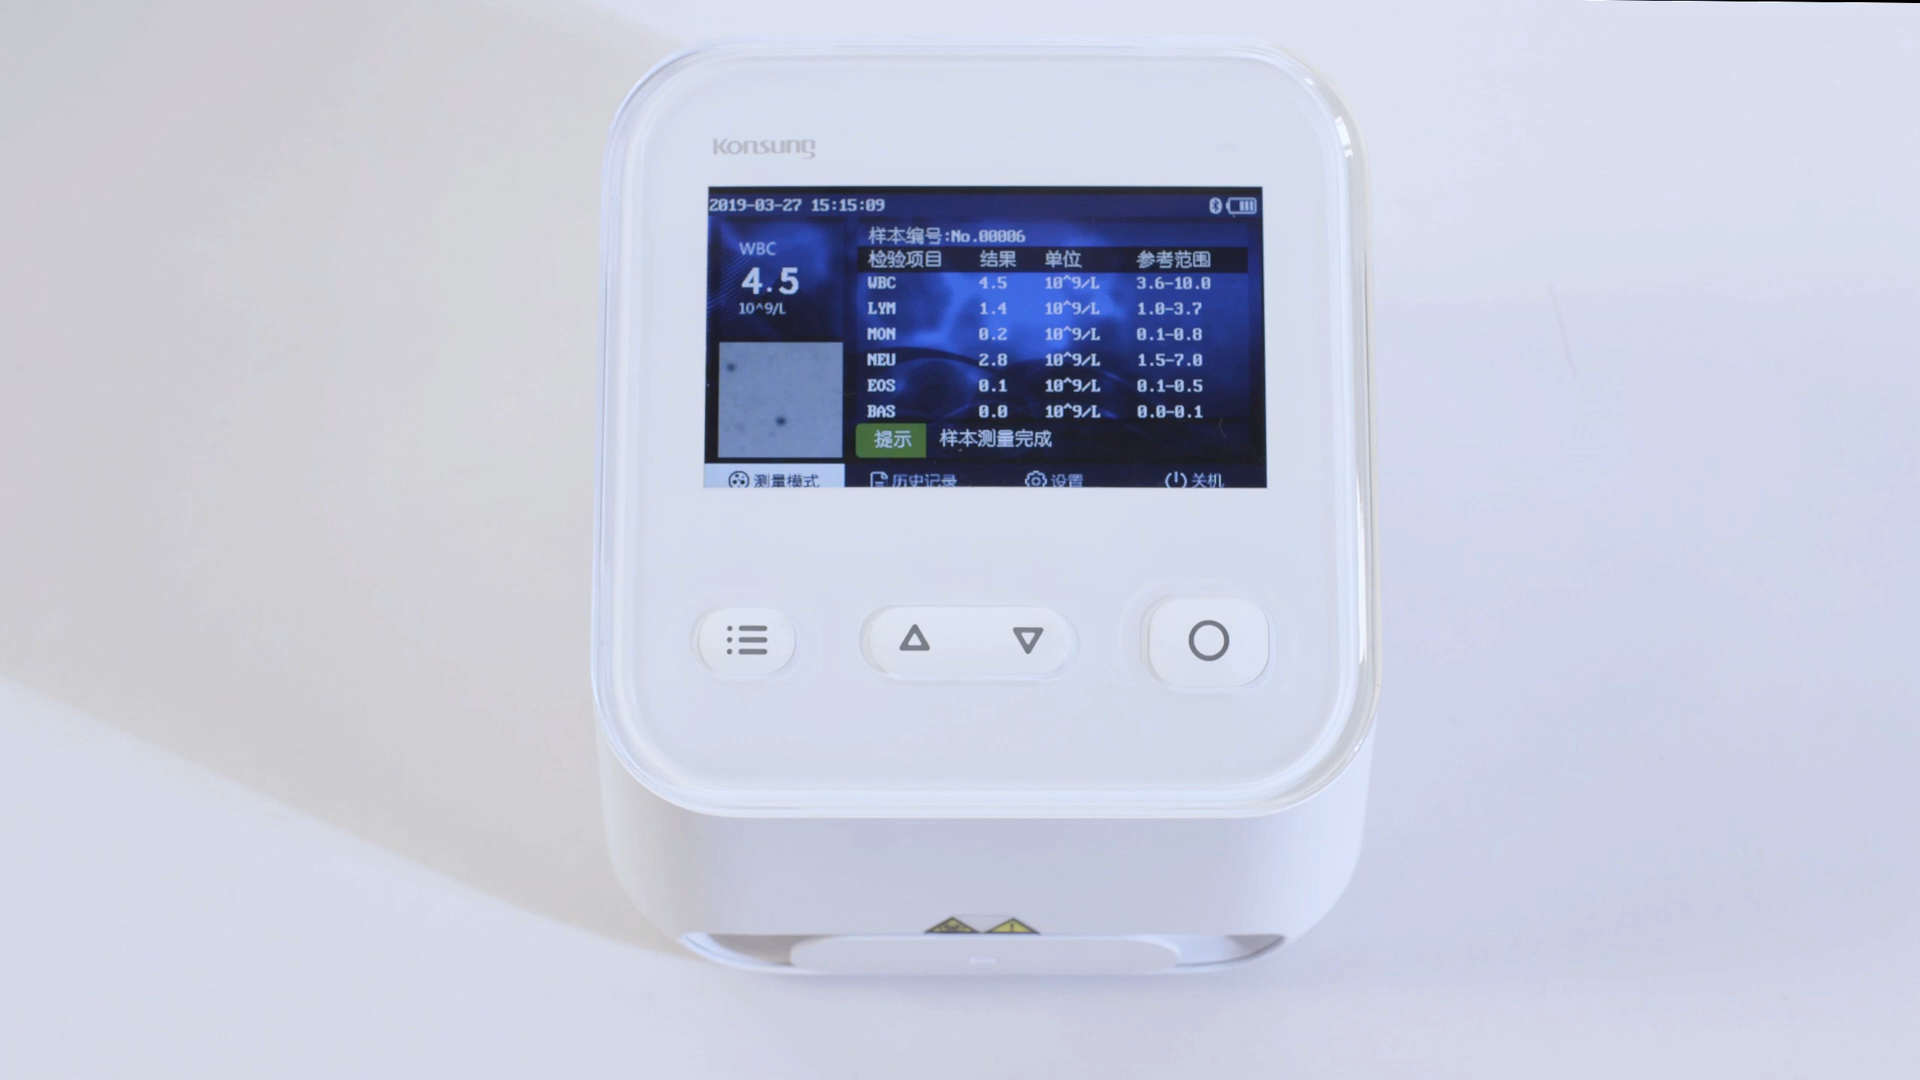 Konsung
2019-03-27 15:15:09
WBC
4.5
10^9/L
样本编号:No.00006
检验项目 结果 单位 参考范围
WBC 4.5 10^9/L 3.6-10.0
LYM 1.4 10^9/L 1.0-3.7
MON 0.2 10^9/L 0.1-0.8
NEU 2.8 10^9/L 1.5-7.0
EOS 0.1 10^9/L 0.1-0.5
BAS 0.0 10^9/L 0.0-0.1
提示 样本测量完成
测量模式 历史记录 设置 关机